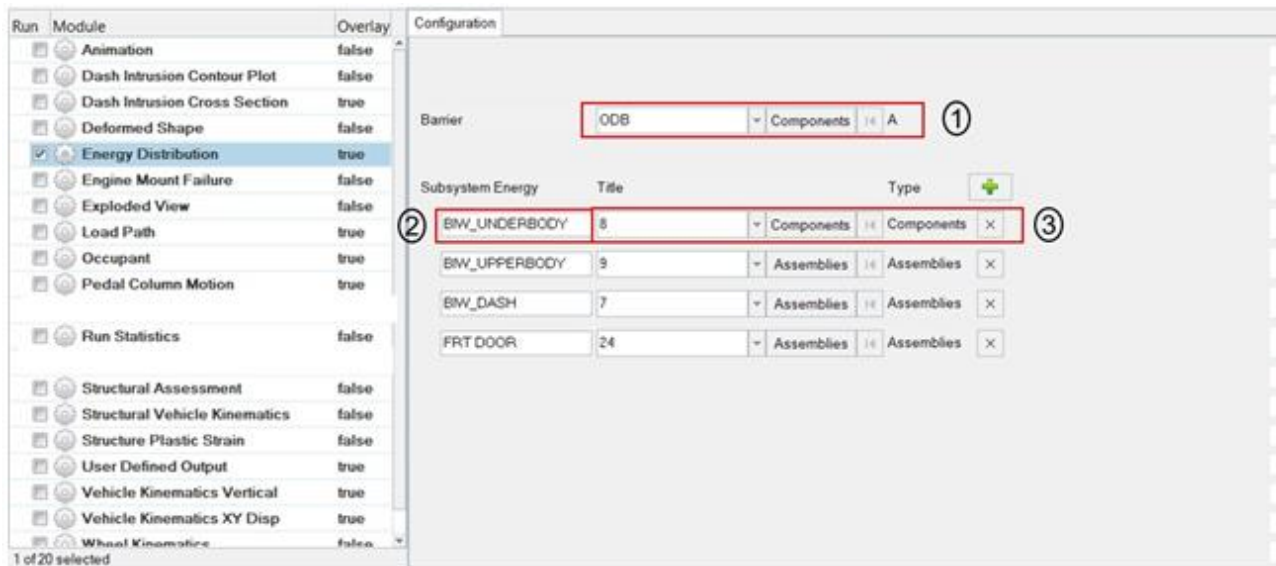 Run Module Overlay
Animation false
Dash Intrusion Contour Plot false
Dash Intrusion Cross Section true
Deformed Shape false
Energy Distribution true
Engine Mount Failure false
Exploded View false
Load Path true
Occupant true
Pedal Column Motion true
Run Statistics false
Structural Assessment false
Structural Vehicle Kinematics false
Structure Plastic Strain false
User Defined Output true
Vehicle Kinematics Vertical true
Vehicle Kinematics XY Disp true
Wheel Kinematics false
1 of 20 selected
Configuration
Barrier ODB Components A ①
Subsystem Energy Title Type
② BIW_UNDERBODY 8 Components Components ③
BIW_UPPERBODY 9 Assemblies Assemblies
BIW_DASH 7 Assemblies Assemblies
FRT DOOR 24 Assemblies Assemblies